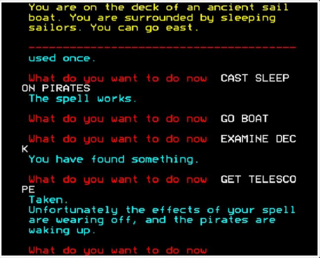 You are on the deck of an ancient sail
boat. You are surrounded by sleeping
sailors. You can go east.
used once.
What do you want to do now  CAST SLEEP
ON PIRATES
The spell works.
What do you want to do now  GO BOAT
What do you want to do now  EXAMINE DEC
K
You have found something.
What do you want to do now  GET TELESCO
PE
Taken.
Unfortunately the effects of your spell
are wearing off, and the pirates are
waking up.
What do you want to do now